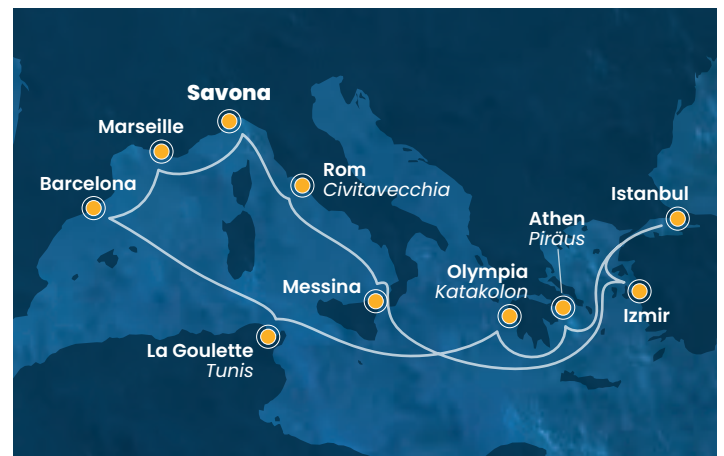 Savona
Marseille
Barcelona
Rom
Civitavecchia
Istanbul
Athen
Piräus
Olympia
Katakolon
Messina
Izmir
La Goulette
Tunis